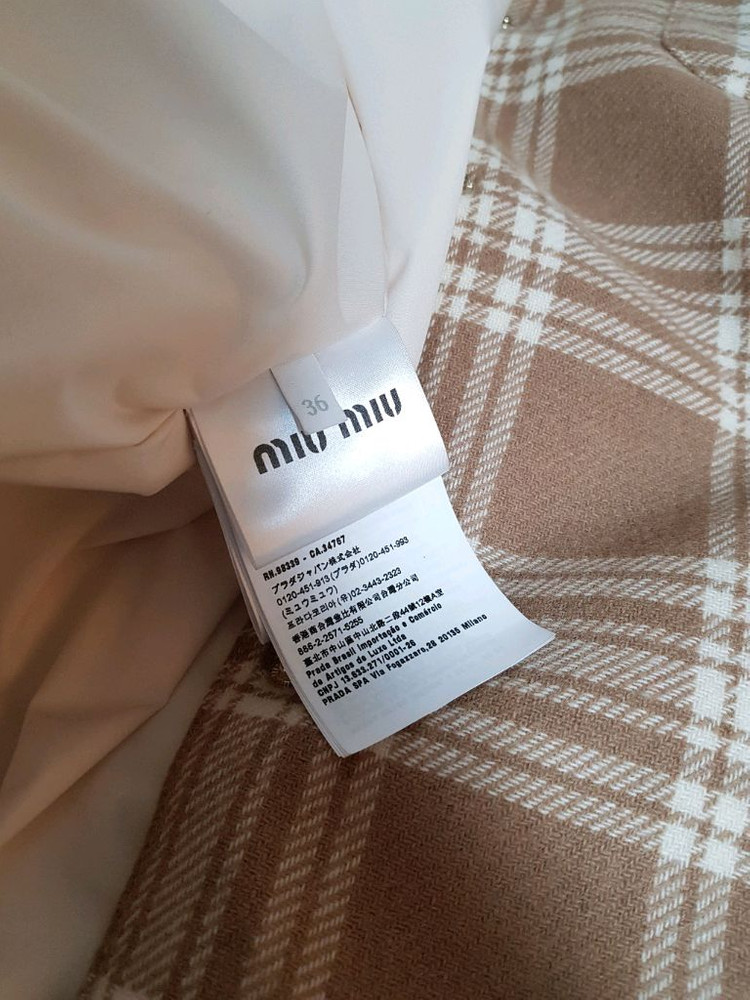 36
MIU MIU
RN.98339 - CA.34767
プラダジャパン株式会社
0120-451-913(プラダ)0120-451-993
(ミュウミュウ)
프라다코리아(유)02-3443-2323
香港商台灣普比有限公司台灣分公司
886-2-2571-5255
臺北市中山區中山北路二段44號12樓A室
Prada Brasil Importação e Comércio
de Artigos de Luxo Ltda
CNPJ 13.833.271/0001-26
PRADA SPA Via Fogazzaro,28 20135 Milano